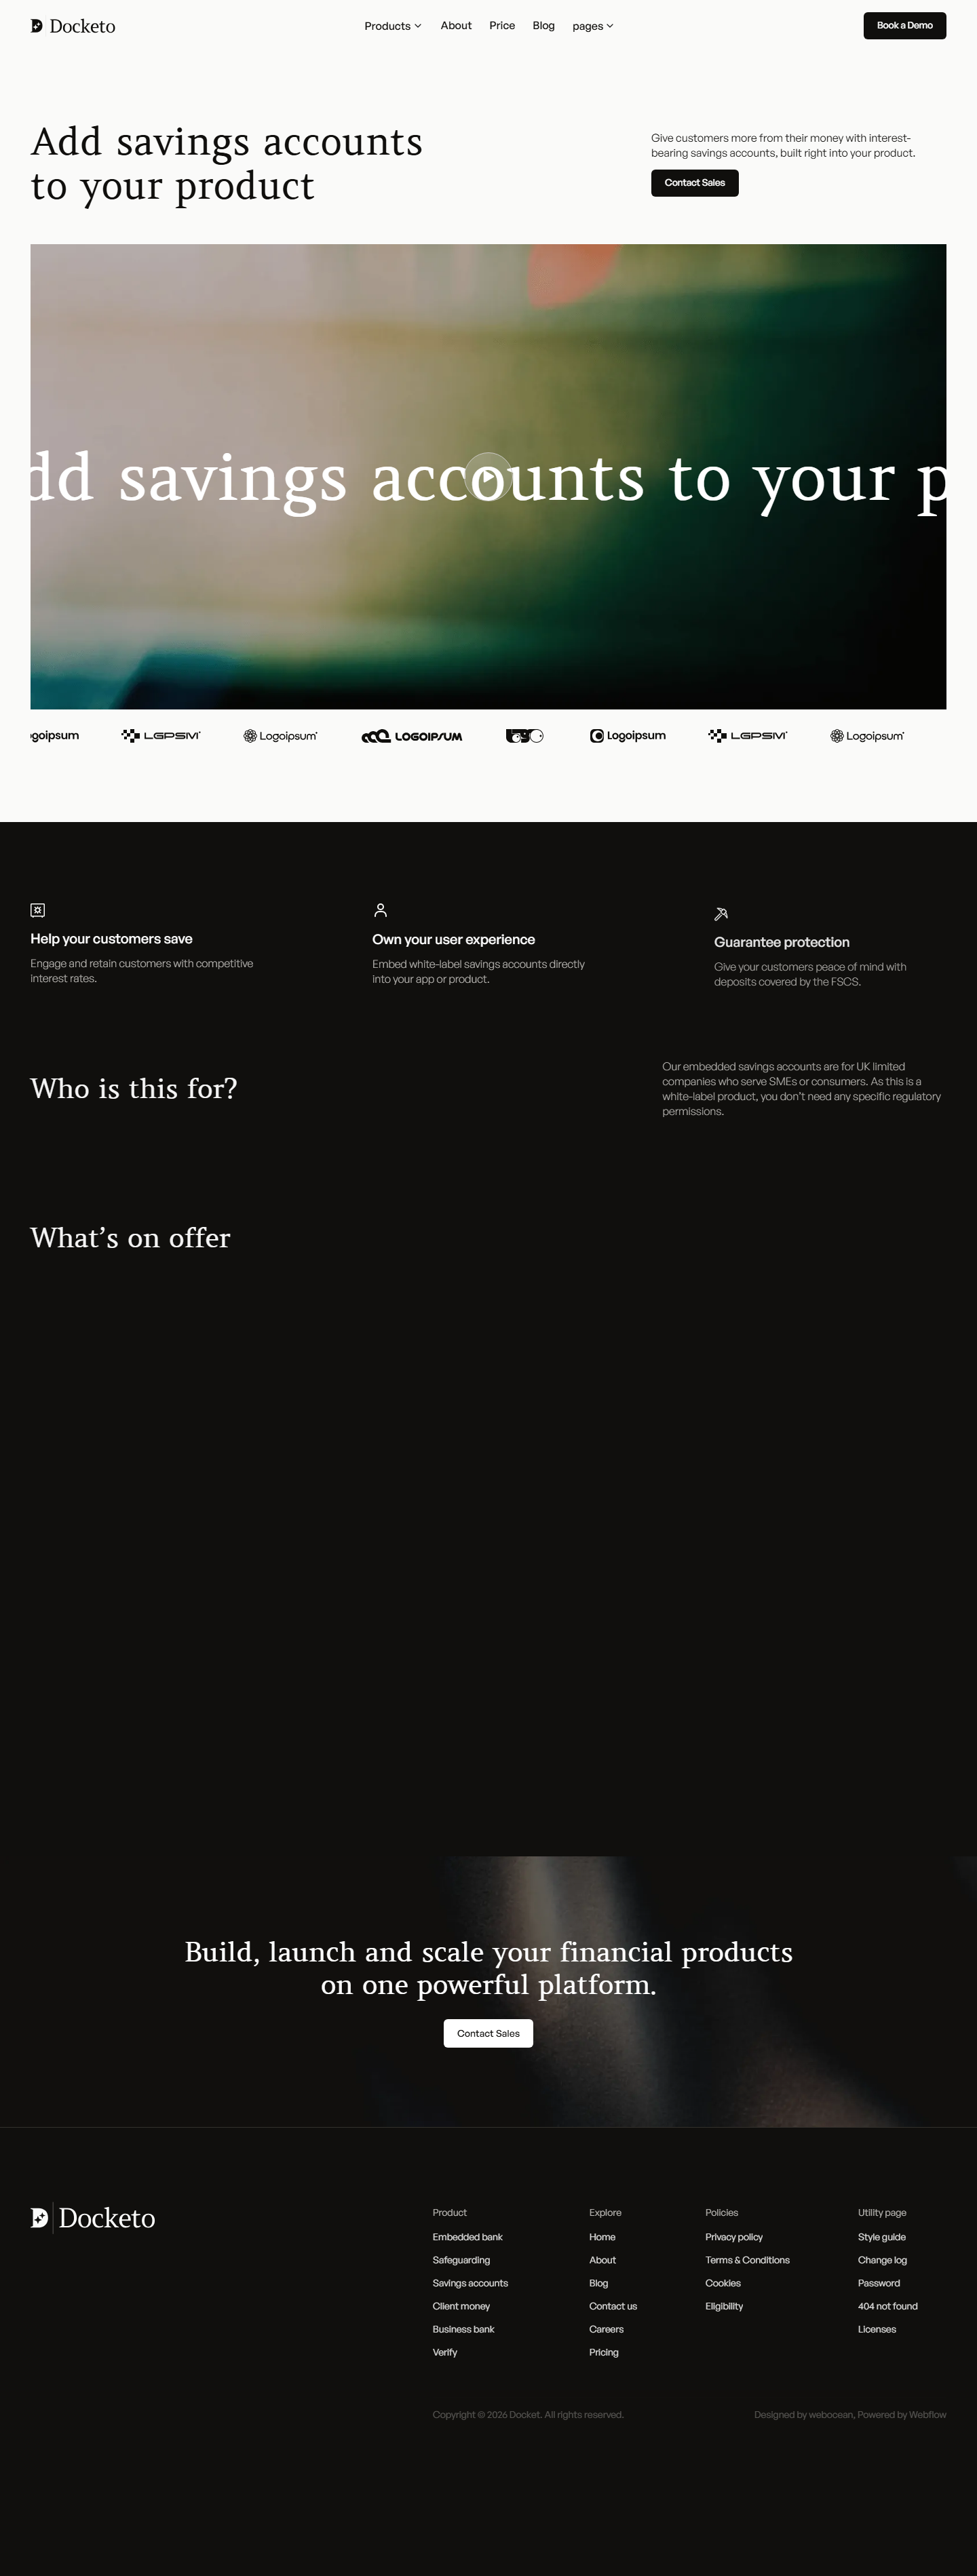 Docketo
Products
About
Price
Blog
pages
Book a Demo
Add savings accounts
to your product
Give customers more from their money with interest-
bearing savings accounts, built right into your product.
Contact Sales
dd savings accounts to your p
goipsum
LGPSM
Logoipsum
LOGOIPSUM
Logoipsum
LGPSM
Logoipsum
Help your customers save
Engage and retain customers with competitive
interest rates.
Own your user experience
Embed white-label savings accounts directly
into your app or product.
Guarantee protection
Give your customers peace of mind with
deposits covered by the FSCS.
Who is this for?
Our embedded savings accounts are for UK limited
companies who serve SMEs or consumers. As this is a
white-label product, you don’t need any specific regulatory
permissions.
What’s on offer
Build, launch and scale your financial products
on one powerful platform.
Contact Sales
Docketo
Product
Embedded bank
Safeguarding
Savings accounts
Client money
Business bank
Verify
Explore
Home
About
Blog
Contact us
Careers
Pricing
Policies
Privacy policy
Terms & Conditions
Cookies
Eligibility
Utility page
Style guide
Change log
Password
404 not found
Licenses
Copyright © 2026 Docket. All rights reserved.
Designed by webocean, Powered by Webflow